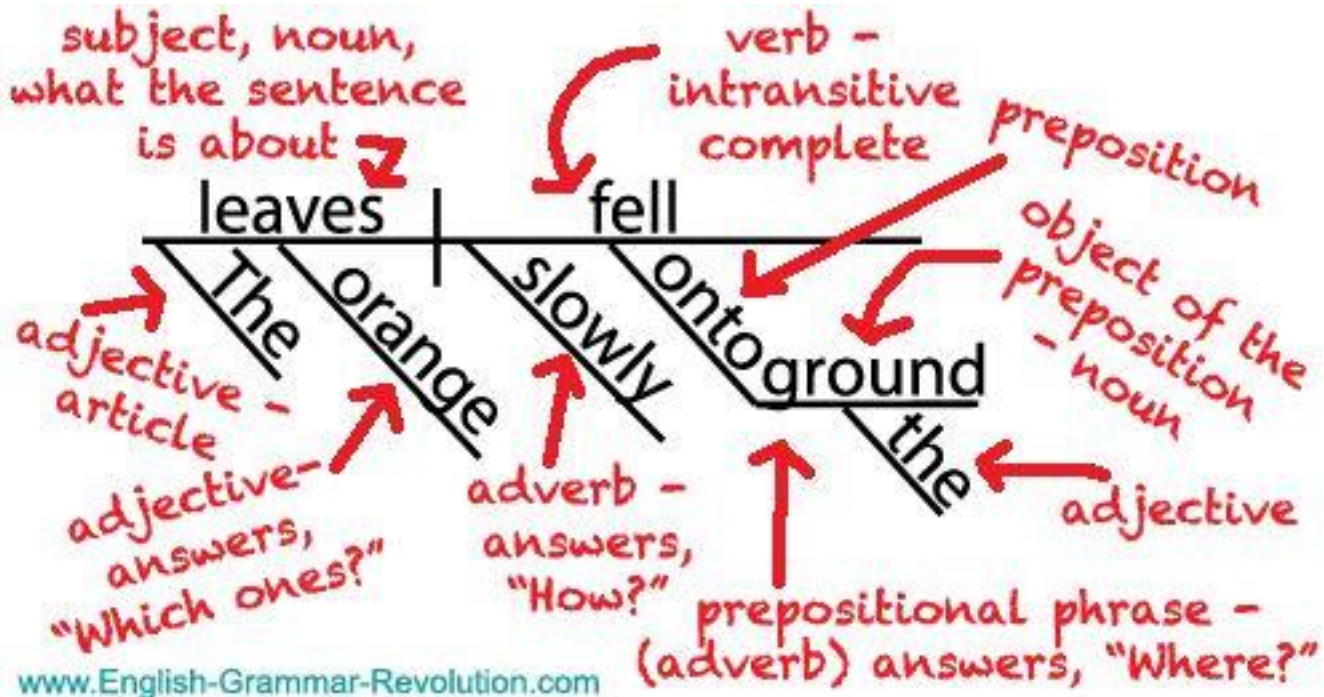 subject, noun,
what the sentence
is about
verb -
intransitive
complete
preposition
object of the
preposition
- noun
leaves
fell
The
orange
slowly
onto
ground
the
adjective -
article
adjective-
answers,
"Which ones?"
adverb -
answers,
"How?"
adjective
prepositional phrase -
(adverb) answers, "Where?"
www.English-Grammar-Revolution.com